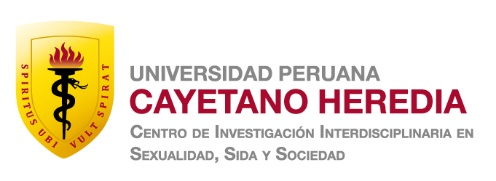 SPIRITUS UBI VULT SPIRAT
UNIVERSIDAD PERUANA
CAYETANO HEREDIA
CENTRO DE INVESTIGACIÓN INTERDISCIPLINARIA EN
SEXUALIDAD, SIDA Y SOCIEDAD